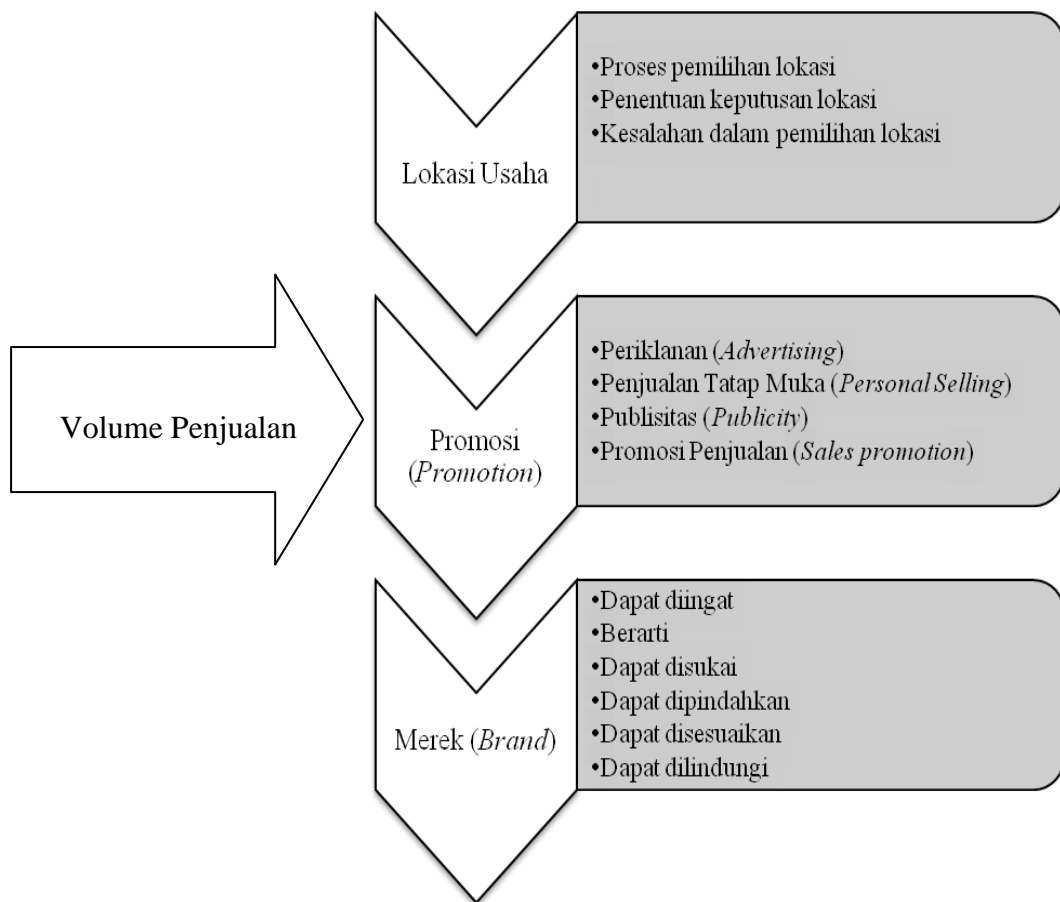 Volume Penjualan
Lokasi Usaha
•Proses pemilihan lokasi
•Penentuan keputusan lokasi
•Kesalahan dalam pemilihan lokasi
Promosi
(Promotion)
•Periklanan (Advertising)
•Penjualan Tatap Muka (Personal Selling)
•Publisitas (Publicity)
•Promosi Penjualan (Sales promotion)
Merek (Brand)
•Dapat diingat
•Berarti
•Dapat disukai
•Dapat dipindahkan
•Dapat disesuaikan
•Dapat dilindungi